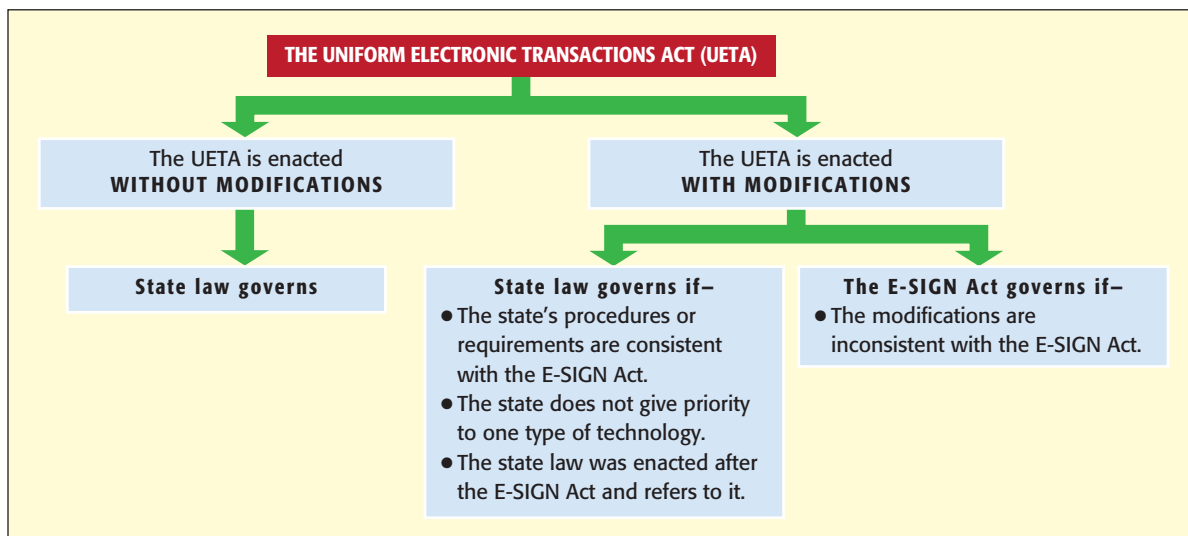 THE UNIFORM ELECTRONIC TRANSACTIONS ACT (UETA)
The UETA is enacted
WITHOUT MODIFICATIONS
The UETA is enacted
WITH MODIFICATIONS
State law governs
State law governs if–
● The state’s procedures or
requirements are consistent
with the E-SIGN Act.
● The state does not give priority
to one type of technology.
● The state law was enacted after
the E-SIGN Act and refers to it.
The E-SIGN Act governs if–
● The modifications are
inconsistent with the E-SIGN Act.